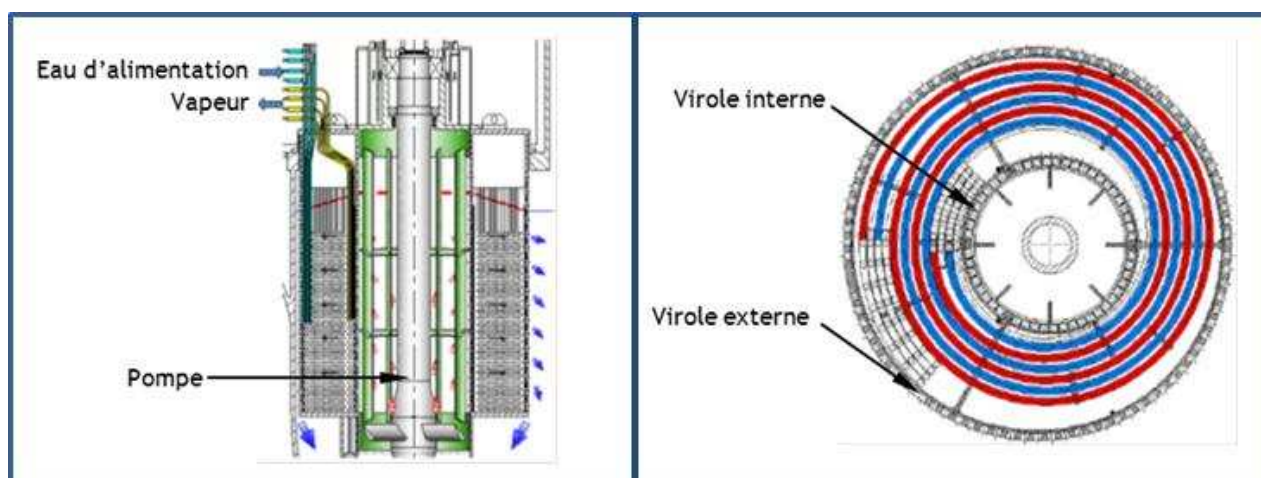 Eau d'alimentation
Vapeur
Pompe
Virole interne
Virole externe